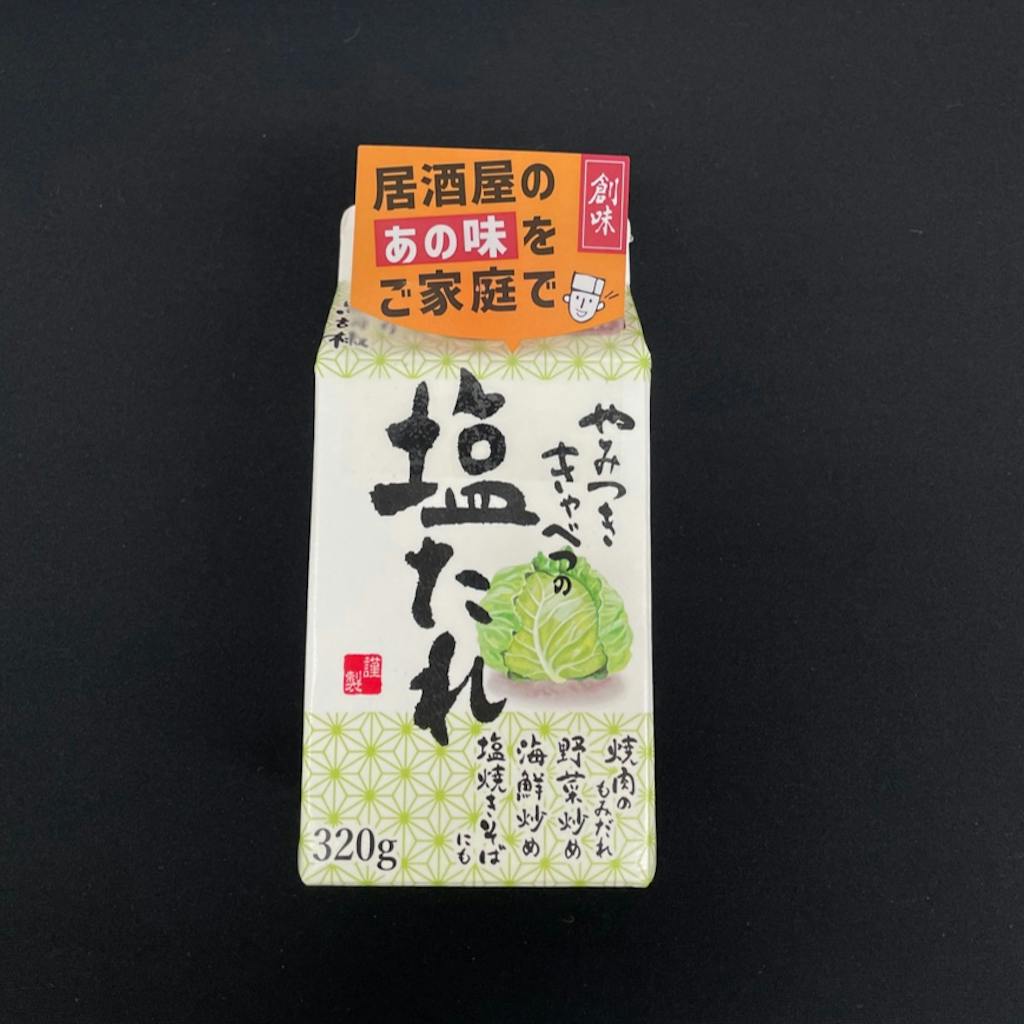 居酒屋の
あの味を
ご家庭で
創味
やみつき
きゃべつの
塩たれ
謹製
焼肉の
もみだれ
野菜炒め
海鮮炒め
塩焼きそば
にも
320g